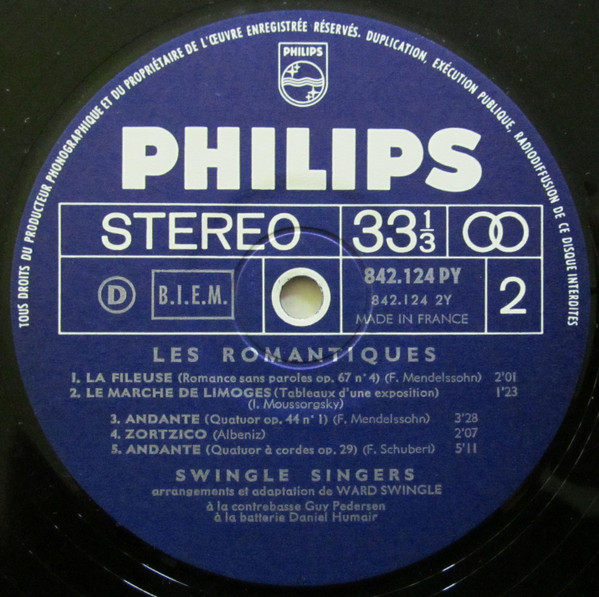 TOUS DROITS DU PRODUCTEUR PHONOGRAPHIQUE ET DU PROPRIÉTAIRE DE L'ŒUVRE ENREGISTRÉE RÉSERVÉS. DUPLICATION, EXÉCUTION PUBLIQUE, RADIODIFFUSION DE CE DISQUE INTERDITES
PHILIPS
PHILIPS
STEREO 33 1/3
D B.I.E.M. 842.124 PY 2
842.124 2Y
MADE IN FRANCE
LES ROMANTIQUES
1. LA FILEUSE (Romance sans paroles op. 67 n° 4) (F. Mendelssohn) 2'01
2. LE MARCHE DE LIMOGES (Tableaux d'une exposition) 1'23
(I. Moussorgsky)
3. ANDANTE (Quatuor op. 44 n° 1) (F. Mendelssohn) 3'28
4. ZORTZICO (Albeniz) 2'07
5. ANDANTE (Quatuor à cordes op. 29) (F. Schubert) 5'11
SWINGLE SINGERS
arrangements et adaptation de WARD SWINGLE
à la contrebasse Guy Pedersen
à la batterie Daniel Humair